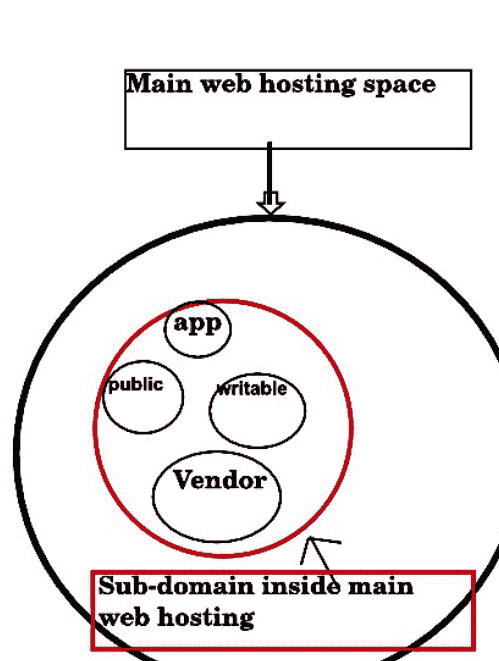 Main web hosting space
app
public
writable
Vendor
Sub-domain inside main
web hosting